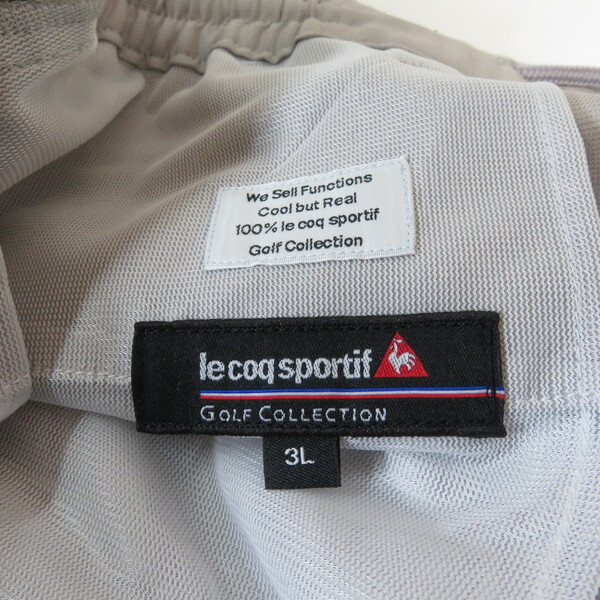 We Sell Functions
Cool but Real
100% le coq sportif
Golf Collection
le coq sportif
GOLF COLLECTION
3L